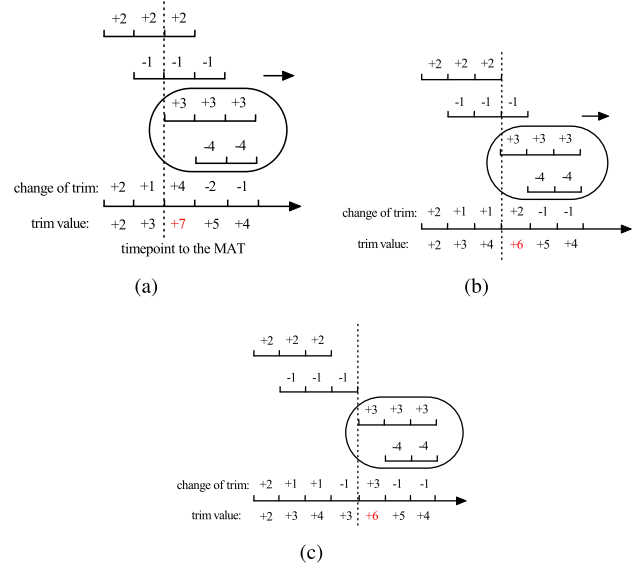 +2 +2 +2
-1 -1 -1
+3 +3 +3
-4 -4
change of trim: +2 +1 +4 -2 -1
trim value: +2 +3 +7 +5 +4
timepoint to the MAT
(a)
+2 +2 +2
-1 -1 -1
+3 +3 +3
-4 -4
change of trim: +2 +1 +1 +2 -1 -1
trim value: +2 +3 +4 +6 +5 +4
(b)
+2 +2 +2
-1 -1 -1
+3 +3 +3
-4 -4
change of trim: +2 +1 +1 -1 +3 -1 -1
trim value: +2 +3 +4 +3 +6 +5 +4
(c)